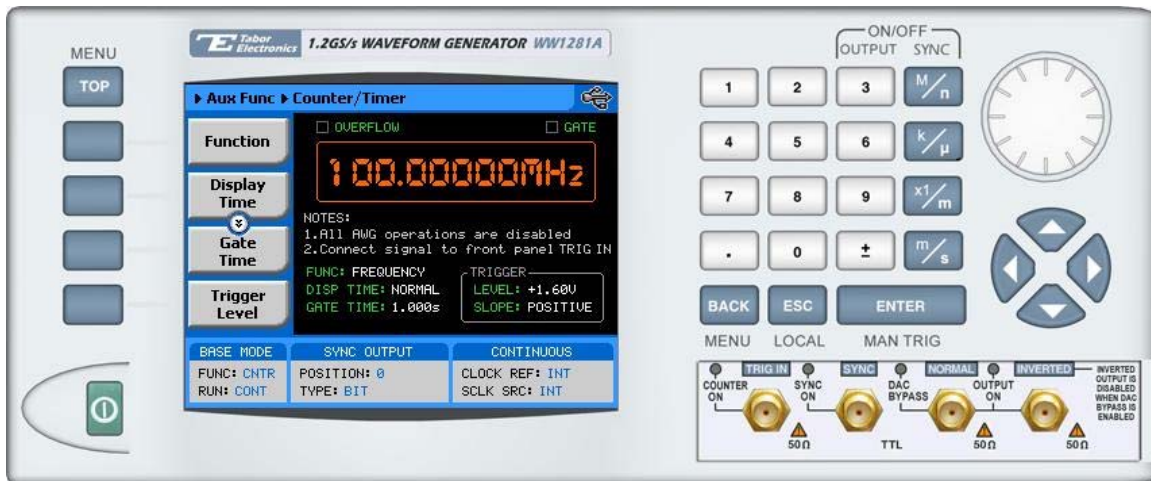 MENU
TOP
Tabor
Electronics
1.2GS/s WAVEFORM GENERATOR WW1281A
Aux Func Counter/Timer
Function
Display
Time
Gate
Time
Trigger
Level
OVERFLOW GATE
100.00000MHz
NOTES:
1.All AWG operations are disabled
2.Connect signal to front panel TRIG IN
FUNC: FREQUENCY
DISP TIME: NORMAL
GATE TIME: 1.000s
TRIGGER
LEVEL: +1.60V
SLOPE: POSITIVE
BASE MODE
FUNC: CNTR
RUN: CONT
SYNC OUTPUT
POSITION: 0
TYPE: BIT
CONTINUOUS
CLOCK REF: INT
SCLK SRC: INT
ON/OFF
OUTPUT SYNC
1 2 3 M/n
4 5 6 k/µ
7 8 9 x1/m
. 0 ± m/s
BACK ESC ENTER
MENU LOCAL MAN TRIG
TRIG IN SYNC NORMAL INVERTED
COUNTER
ON
SYNC
ON
DAC
BYPASS
OUTPUT
ON
INVERTED
OUTPUT IS
DISABLED
WHEN DAC
BYPASS IS
ENABLED
50Ω TTL 50Ω 50Ω